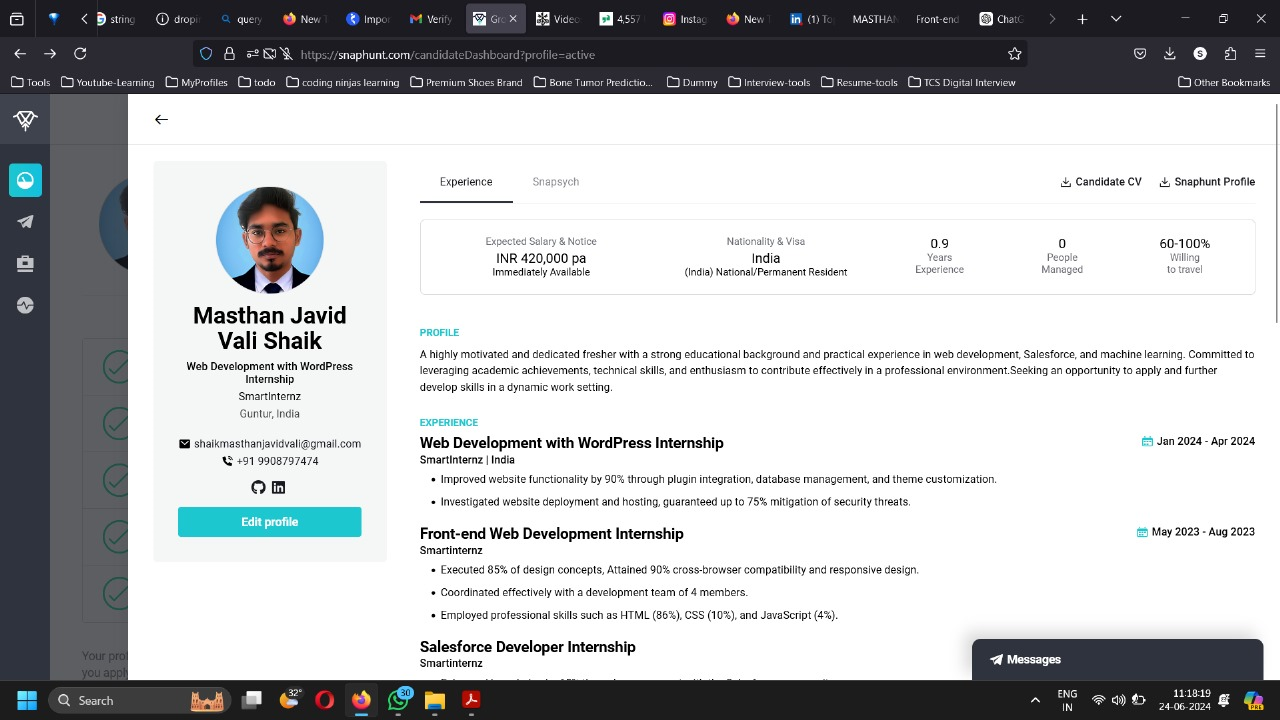 string
dropir
query
New T
Impor
Verify
Gro
Video
4,557
Instag
New T
(1) To
MASTHAN
Front-end
ChatG
https://snaphunt.com/candidateDashboard?profile=active
S
Tools
Youtube-Learning
MyProfiles
todo
coding ninjas learning
Premium Shoes Brand
Bone Tumor Predictio...
Dummy
Interview-tools
Resume-tools
TCS Digital Interview
Other Bookmarks
Experience
Snapsych
Candidate CV
Snaphunt Profile
Expected Salary & Notice
INR 420,000 pa
Immediately Available
Nationality & Visa
India
(India) National/Permanent Resident
0.9
Years
Experience
0
People
Managed
60-100%
Willing
to travel
Masthan Javid
Vali Shaik
Web Development with WordPress
Internship
SmartInternz
Guntur, India
shaikmasthanjavidvali@gmail.com
+91 9908797474
Edit profile
PROFILE
A highly motivated and dedicated fresher with a strong educational background and practical experience in web development, Salesforce, and machine learning. Committed to
leveraging academic achievements, technical skills, and enthusiasm to contribute effectively in a professional environment.Seeking an opportunity to apply and further
develop skills in a dynamic work setting.
EXPERIENCE
Web Development with WordPress Internship
Jan 2024 - Apr 2024
SmartInternz | India
• Improved website functionality by 90% through plugin integration, database management, and theme customization.
• Investigated website deployment and hosting, guaranteed up to 75% mitigation of security threats.
Front-end Web Development Internship
May 2023 - Aug 2023
Smartinternz
• Executed 85% of design concepts, Attained 90% cross-browser compatibility and responsive design.
• Coordinated effectively with a development team of 4 members.
• Employed professional skills such as HTML (86%), CSS (10%), and JavaScript (4%).
Salesforce Developer Internship
Smartinternz
Your prof
you appl
Messages
Search
32°
30
ENG
IN
11:18:19
24-06-2024
PRE